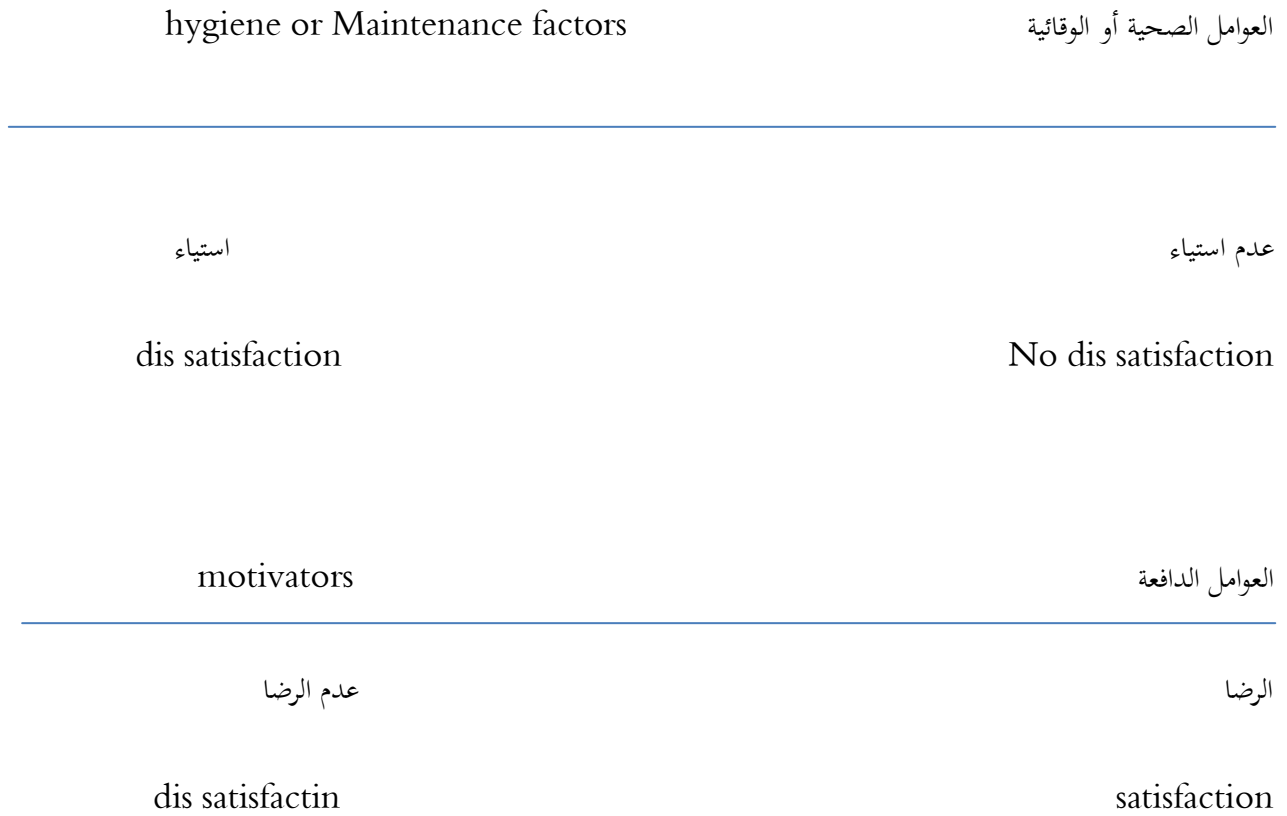 العوامل الصحية أو الوقائية hygiene or Maintenance factors
عدم استياء استياء
No dis satisfaction dis satisfaction
العوامل الدافعة motivators
الرضا عدم الرضا
satisfaction dis satisfactin